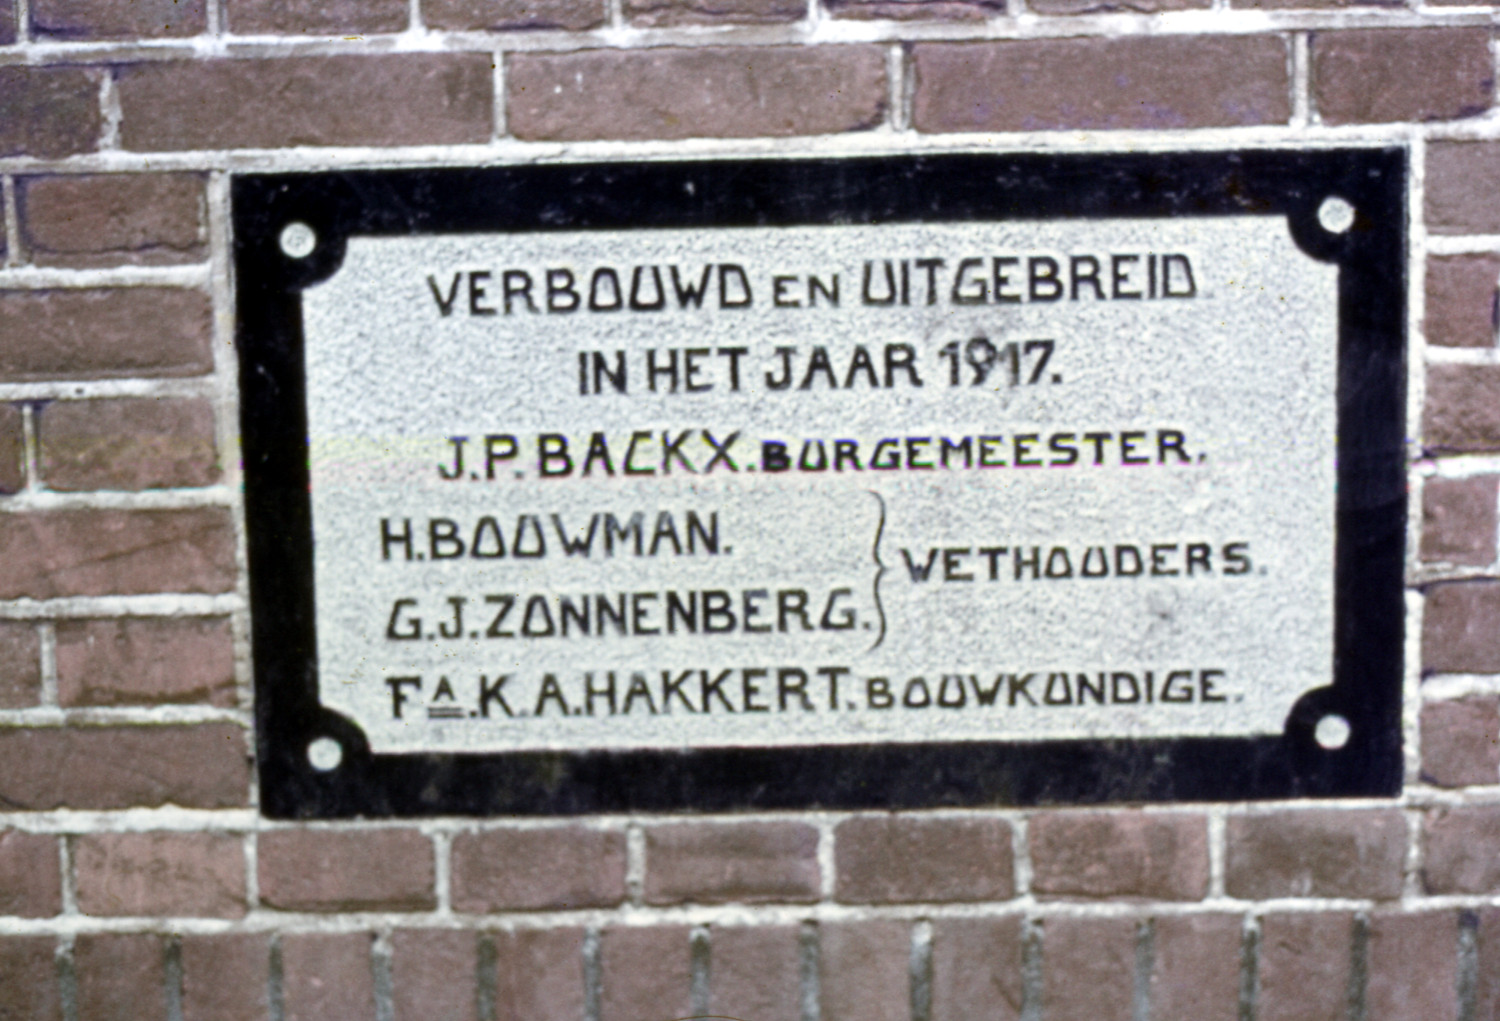 VERBOUWD EN UITGEBREID
IN HET JAAR 1917.
J.P. BACKX. BURGEMEESTER.
H. BOUWMAN.
G.J. ZONNENBERG. } WETHOUDERS.
FA. K.A. HAKKERT. BOUWKUNDIGE.